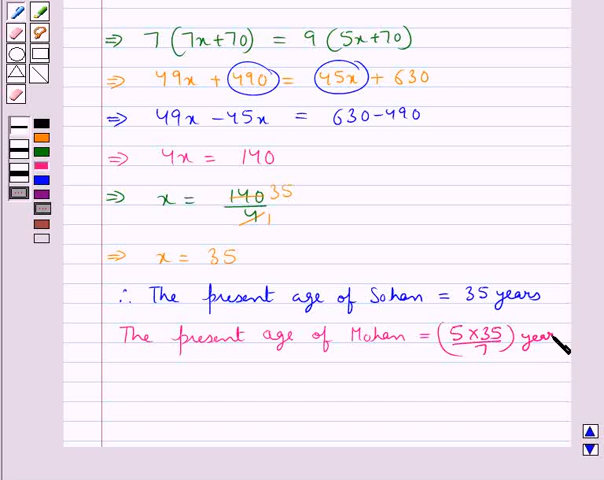 ⇒ 7 (7x+70) = 9 (5x+70)
⇒ 49x + 490 = 45x + 630
⇒ 49x - 45x = 630 - 490
⇒ 4x = 140
⇒ x = 140/4 35 1
⇒ x = 35
∴ The present age of Sohan = 35 years
The present age of Mohan = (5×35/7) year